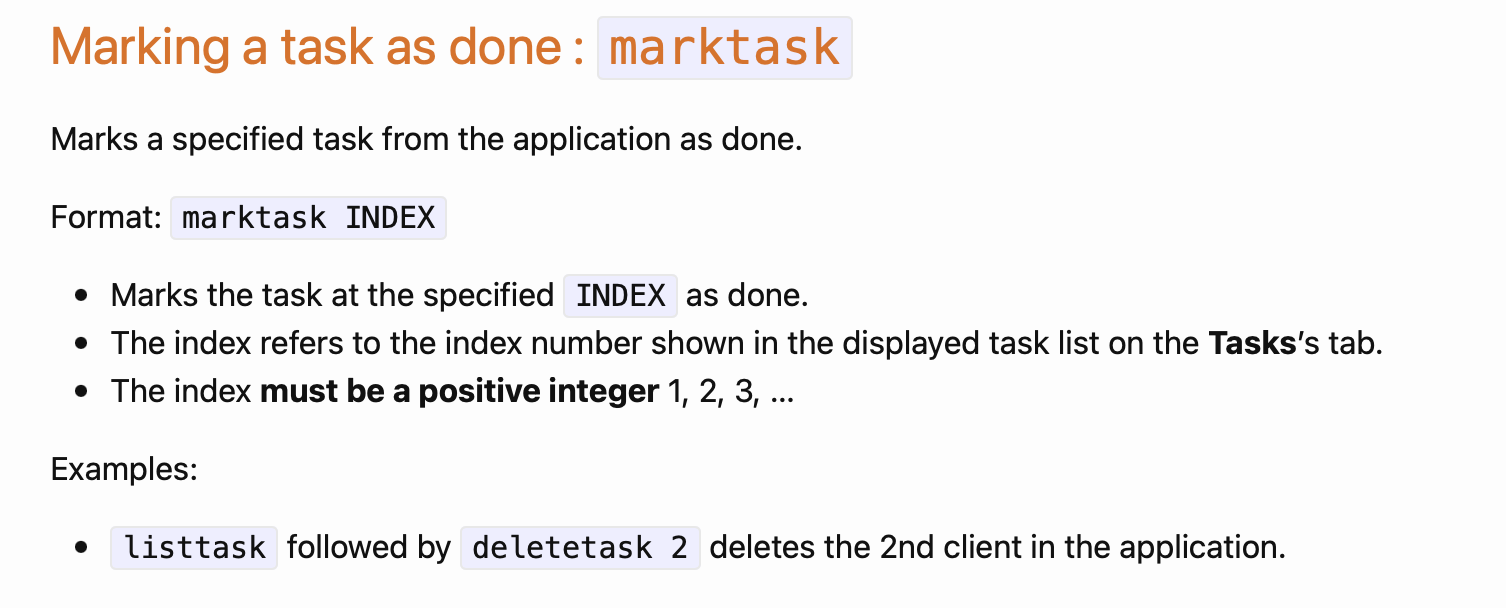 Marking a task as done : marktask
Marks a specified task from the application as done.
Format: marktask INDEX
• Marks the task at the specified INDEX as done.
• The index refers to the index number shown in the displayed task list on the Tasks’s tab.
• The index must be a positive integer 1, 2, 3, …
Examples:
• listtask followed by deletetask 2 deletes the 2nd client in the application.